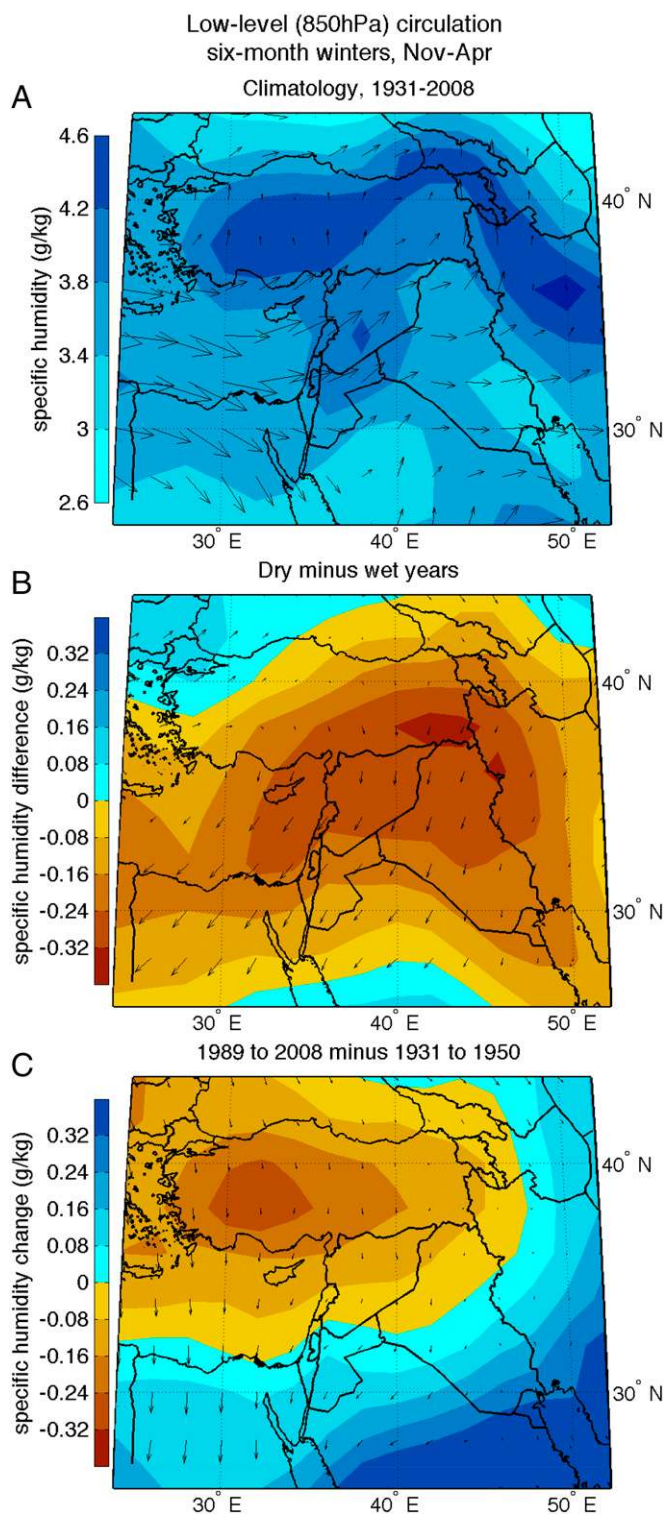 Low-level (850hPa) circulation
six-month winters, Nov-Apr
A
Climatology, 1931-2008
specific humidity (g/kg)
4.6
4.2
3.8
3.4
3
2.6
40° N
30° N
30° E
40° E
50° E
B
Dry minus wet years
specific humidity difference (g/kg)
0.32
0.24
0.16
0.08
0
-0.08
-0.16
-0.24
-0.32
40° N
30° N
30° E
40° E
50° E
C
1989 to 2008 minus 1931 to 1950
specific humidity change (g/kg)
0.32
0.24
0.16
0.08
0
-0.08
-0.16
-0.24
-0.32
40° N
30° N
30° E
40° E
50° E